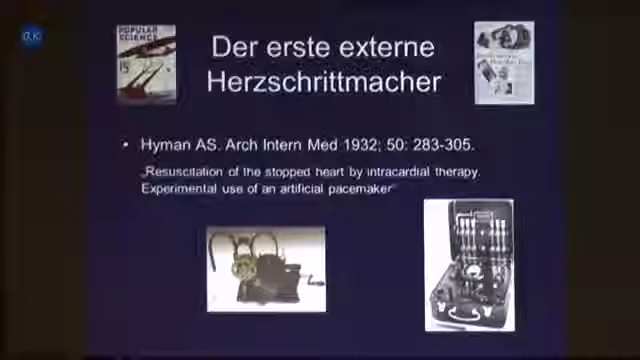 O.K
POPULAR
SCIENCE
15
Der erste externe
Herzschrittmacher
• Hyman AS. Arch Intern Med 1932; 50: 283-305.
„Resuscitation of the stopped heart by intracardial therapy.
Experimental use of an artificial pacemaker“